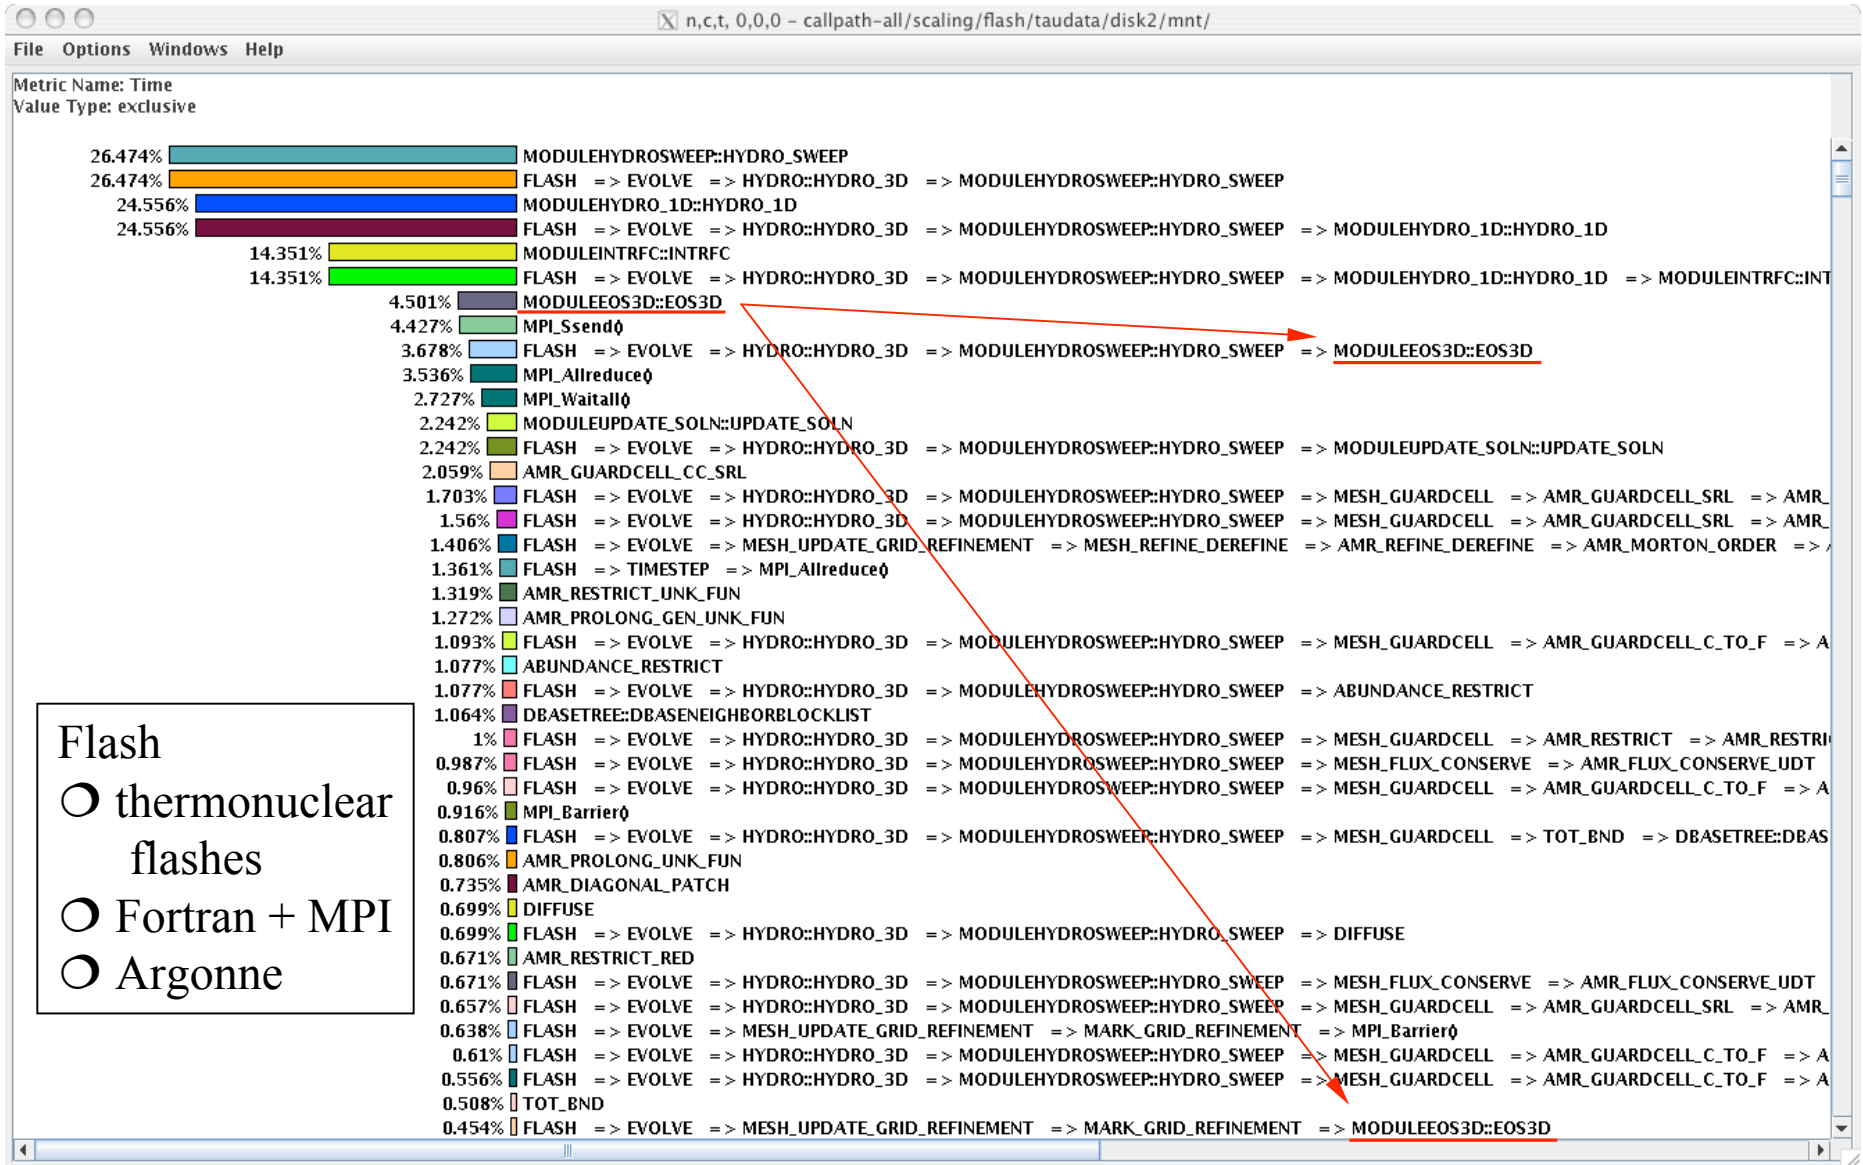 n,c,t, 0,0,0 – callpath-all/scaling/flash/taudata/disk2/mnt/
File Options Windows Help
Metric Name: Time
Value Type: exclusive
26.474% MODULEHYDROSWEEP::HYDRO_SWEEP
26.474% FLASH => EVOLVE => HYDRO::HYDRO_3D => MODULEHYDROSWEEP::HYDRO_SWEEP
24.556% MODULEHYDRO_1D::HYDRO_1D
24.556% FLASH => EVOLVE => HYDRO::HYDRO_3D => MODULEHYDROSWEEP::HYDRO_SWEEP => MODULEHYDRO_1D::HYDRO_1D
14.351% MODULEINTRFC::INTRFC
14.351% FLASH => EVOLVE => HYDRO::HYDRO_3D => MODULEHYDROSWEEP::HYDRO_SWEEP => MODULEHYDRO_1D::HYDRO_1D => MODULEINTRFC::INT
4.501% MODULEEOS3D::EOS3D
4.427% MPI_Ssend()
3.678% FLASH => EVOLVE => HYDRO::HYDRO_3D => MODULEHYDROSWEEP::HYDRO_SWEEP => MODULEEOS3D::EOS3D
3.536% MPI_Allreduce()
2.727% MPI_Waitall()
2.242% MODULEUPDATE_SOLN::UPDATE_SOLN
2.242% FLASH => EVOLVE => HYDRO::HYDRO_3D => MODULEHYDROSWEEP::HYDRO_SWEEP => MODULEUPDATE_SOLN::UPDATE_SOLN
2.059% AMR_GUARDCELL_CC_SRL
1.703% FLASH => EVOLVE => HYDRO::HYDRO_3D => MODULEHYDROSWEEP::HYDRO_SWEEP => MESH_GUARDCELL => AMR_GUARDCELL_SRL => AMR_
1.56% FLASH => EVOLVE => HYDRO::HYDRO_3D => MODULEHYDROSWEEP::HYDRO_SWEEP => MESH_GUARDCELL => AMR_GUARDCELL_SRL => AMR_
1.406% FLASH => EVOLVE => MESH_UPDATE_GRID_REFINEMENT => MESH_REFINE_DEREFINE => AMR_REFINE_DEREFINE => AMR_MORTON_ORDER =>
1.361% FLASH => TIMESTEP => MPI_Allreduce()
1.319% AMR_RESTRICT_UNK_FUN
1.272% AMR_PROLONG_GEN_UNK_FUN
1.093% FLASH => EVOLVE => HYDRO::HYDRO_3D => MODULEHYDROSWEEP::HYDRO_SWEEP => MESH_GUARDCELL => AMR_GUARDCELL_C_TO_F => A
1.077% ABUNDANCE_RESTRICT
1.077% FLASH => EVOLVE => HYDRO::HYDRO_3D => MODULEHYDROSWEEP::HYDRO_SWEEP => ABUNDANCE_RESTRICT
1.064% DBASETREE::DBASENEIGHBORBLOCKLIST
1% FLASH => EVOLVE => HYDRO::HYDRO_3D => MODULEHYDROSWEEP::HYDRO_SWEEP => MESH_GUARDCELL => AMR_RESTRICT => AMR_RESTRI
0.987% FLASH => EVOLVE => HYDRO::HYDRO_3D => MODULEHYDROSWEEP::HYDRO_SWEEP => MESH_FLUX_CONSERVE => AMR_FLUX_CONSERVE_UDT
0.96% FLASH => EVOLVE => HYDRO::HYDRO_3D => MODULEHYDROSWEEP::HYDRO_SWEEP => MESH_GUARDCELL => AMR_GUARDCELL_C_TO_F => A
0.916% MPI_Barrier()
0.807% FLASH => EVOLVE => HYDRO::HYDRO_3D => MODULEHYDROSWEEP::HYDRO_SWEEP => MESH_GUARDCELL => TOT_BND => DBASETREE::DBAS
0.806% AMR_PROLONG_UNK_FUN
0.735% AMR_DIAGONAL_PATCH
0.699% DIFFUSE
0.699% FLASH => EVOLVE => HYDRO::HYDRO_3D => MODULEHYDROSWEEP::HYDRO_SWEEP => DIFFUSE
0.671% AMR_RESTRICT_RED
0.671% FLASH => EVOLVE => HYDRO::HYDRO_3D => MODULEHYDROSWEEP::HYDRO_SWEEP => MESH_FLUX_CONSERVE => AMR_FLUX_CONSERVE_UDT
0.657% FLASH => EVOLVE => HYDRO::HYDRO_3D => MODULEHYDROSWEEP::HYDRO_SWEEP => MESH_GUARDCELL => AMR_GUARDCELL_SRL => AMR_
0.638% FLASH => EVOLVE => MESH_UPDATE_GRID_REFINEMENT => MARK_GRID_REFINEMENT => MPI_Barrier()
0.61% FLASH => EVOLVE => HYDRO::HYDRO_3D => MODULEHYDROSWEEP::HYDRO_SWEEP => MESH_GUARDCELL => AMR_GUARDCELL_C_TO_F => A
0.556% FLASH => EVOLVE => HYDRO::HYDRO_3D => MODULEHYDROSWEEP::HYDRO_SWEEP => MESH_GUARDCELL => AMR_GUARDCELL_C_TO_F => A
0.508% TOT_BND
0.454% FLASH => EVOLVE => MESH_UPDATE_GRID_REFINEMENT => MARK_GRID_REFINEMENT => MODULEEOS3D::EOS3D
Flash
❍ thermonuclear
flashes
❍ Fortran + MPI
❍ Argonne